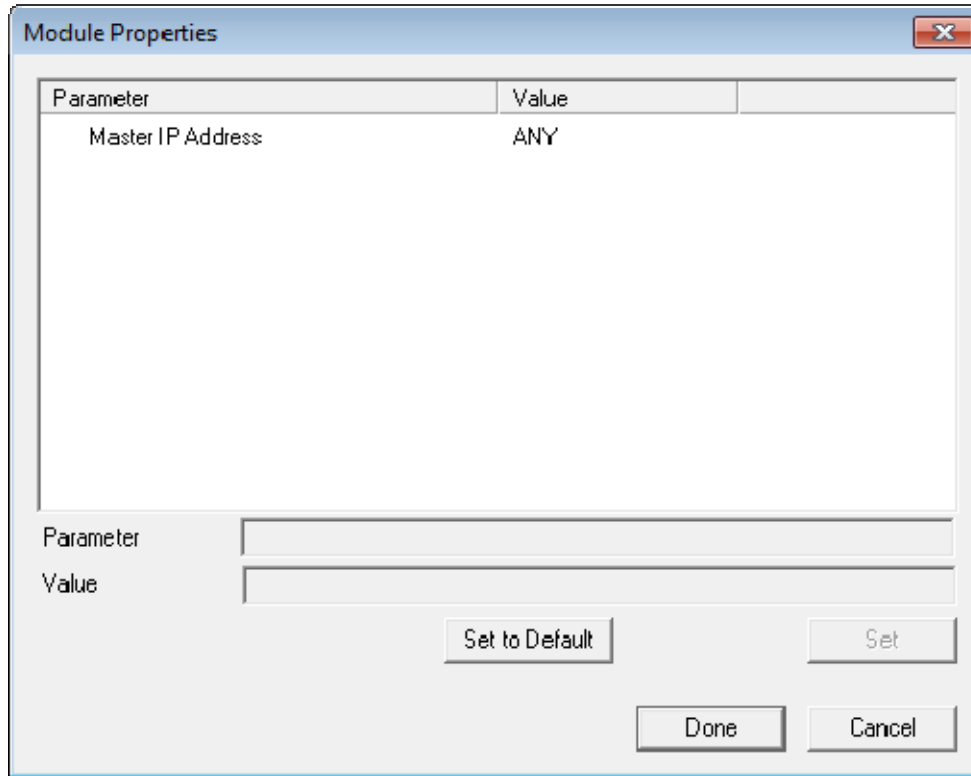 Module Properties
Parameter Value
Master IP Address ANY
Parameter
Value
Set to Default Set
Done Cancel